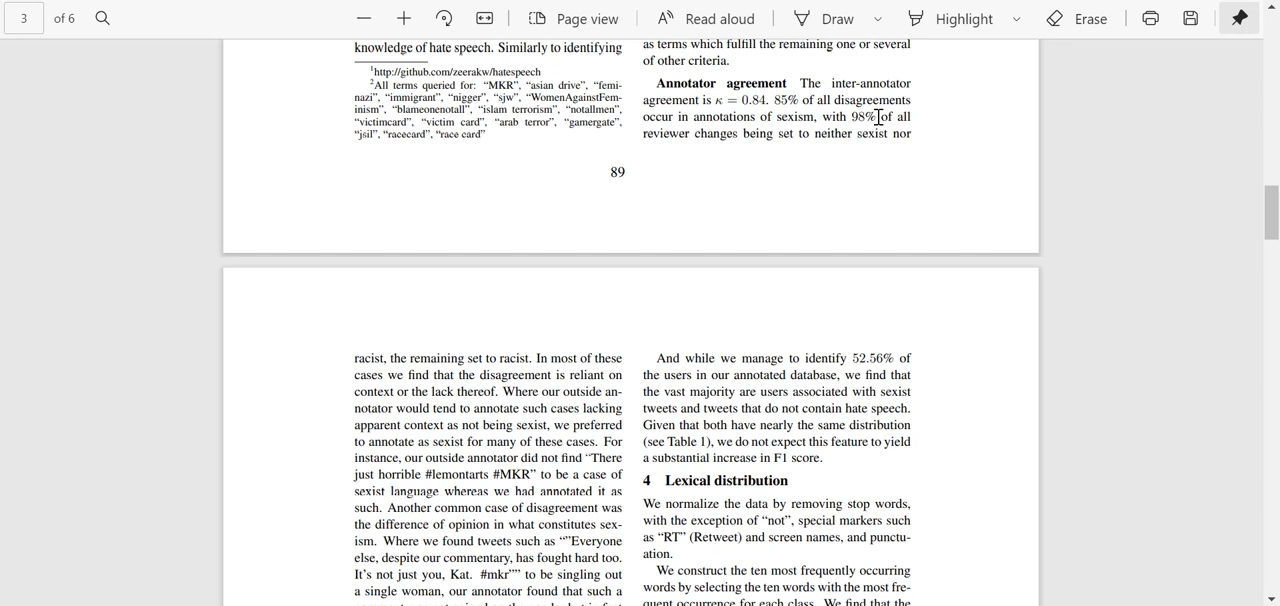 3 of 6 Page view Read aloud Draw Highlight Erase
knowledge of hate speech. Similarly to identifying
1http://github.com/zeerakw/hatespeech
2All terms queried for: “MKR”, “asian drive”, “femi-
nazi”, “immigrant”, “nigger”, “sjw”, “WomenAgainstFem-
inism”, “blameonenotall”, “islam terrorism”, “notallmen”,
“victimcard”, “victim card”, “arab terror”, “gamergate”,
“jsil”, “racecard”, “race card”
as terms which fulfill the remaining one or several
of other criteria.
Annotator agreement The inter-annotator
agreement is κ = 0.84. 85% of all disagreements
occur in annotations of sexism, with 98% of all
reviewer changes being set to neither sexist nor
89
racist, the remaining set to racist. In most of these
cases we find that the disagreement is reliant on
context or the lack thereof. Where our outside an-
notator would tend to annotate such cases lacking
apparent context as not being sexist, we preferred
to annotate as sexist for many of these cases. For
instance, our outside annotator did not find “There
just horrible #lemontarts #MKR” to be a case of
sexist language whereas we had annotated it as
such. Another common case of disagreement was
the difference of opinion in what constitutes sex-
ism. Where we found tweets such as “”Everyone
else, despite our commentary, has fought hard too.
It’s not just you, Kat. #mkr”” to be singling out
a single woman, our annotator found that such a
And while we manage to identify 52.56% of
the users in our annotated database, we find that
the vast majority are users associated with sexist
tweets and tweets that do not contain hate speech.
Given that both have nearly the same distribution
(see Table 1), we do not expect this feature to yield
a substantial increase in F1 score.
4 Lexical distribution
We normalize the data by removing stop words,
with the exception of “not”, special markers such
as “RT” (Retweet) and screen names, and punctu-
ation.
We construct the ten most frequently occurring
words by selecting the ten words with the most fre-
quent occurrence for each class. We find that the